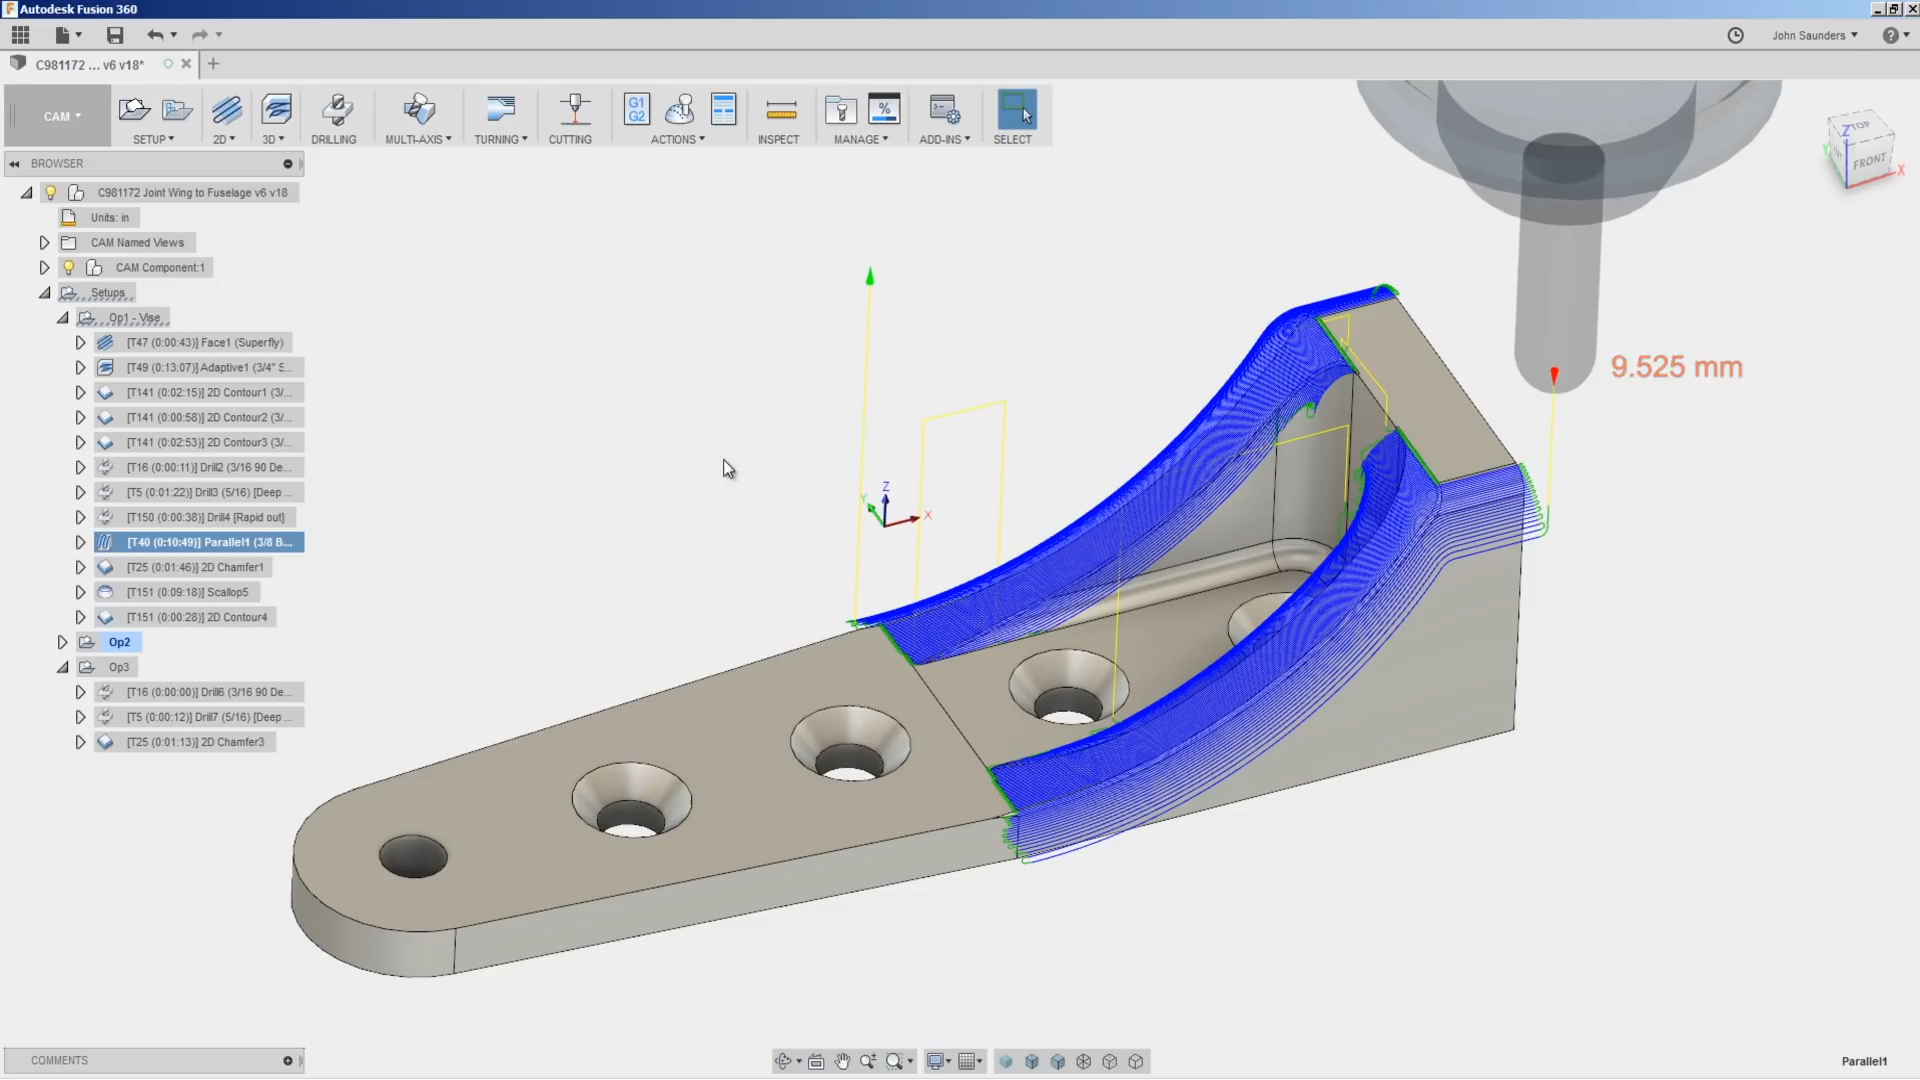 Autodesk Fusion 360
John Saunders
C981172 ... v6 v18*
CAM
SETUP
2D
3D
DRILLING
MULTI-AXIS
TURNING
CUTTING
G1
G2
ACTIONS
INSPECT
%
MANAGE
ADD-INS
SELECT
BROWSER
C981172 Joint Wing to Fuselage v6 v18
Units: in
CAM Named Views
CAM Component:1
Setups
Op1 - Vise
[T47 (0:00:43)] Face1 (Superfly)
[T49 (0:13:07)] Adaptive1 (3/4" S...
[T141 (0:02:15)] 2D Contour1 (3/...
[T141 (0:00:58)] 2D Contour2 (3/...
[T141 (0:02:53)] 2D Contour3 (3/...
[T16 (0:00:11)] Drill2 (3/16 90 De...
[T5 (0:01:22)] Drill3 (5/16) [Deep ...
[T150 (0:00:38)] Drill4 [Rapid out]
[T40 (0:10:49)] Parallel1 (3/8 B...
[T25 (0:01:46)] 2D Chamfer1
[T151 (0:09:18)] Scallop5
[T151 (0:00:28)] 2D Contour4
Op2
Op3
[T16 (0:00:00)] Drill6 (3/16 90 De...
[T5 (0:00:12)] Drill7 (5/16) [Deep ...
[T25 (0:01:13)] 2D Chamfer3
Z
Y
X
9.525 mm
TOP
FRONT
Z
Y
X
COMMENTS
Parallel1